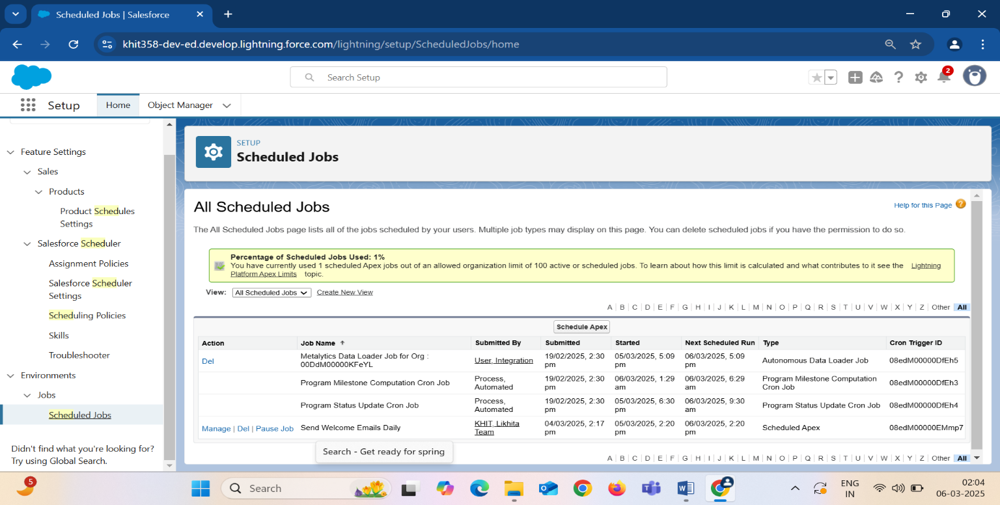 Scheduled Jobs | Salesforce
khit358-dev-ed.develop.lightning.force.com/lightning/setup/ScheduledJobs/home
Search Setup
2
Setup
Home
Object Manager
Feature Settings
Sales
Products
Product Schedules
Settings
Salesforce Scheduler
Assignment Policies
Salesforce Scheduler
Settings
Scheduling Policies
Skills
Troubleshooter
Environments
Jobs
Scheduled Jobs
Didn't find what you're looking for?
Try using Global Search.
SETUP
Scheduled Jobs
All Scheduled Jobs
Help for this Page ?
The All Scheduled Jobs page lists all of the jobs scheduled by your users. Multiple job types may display on this page. You can delete scheduled jobs if you have the permission to do so.
Percentage of Scheduled Jobs Used: 1%
You have currently used 1 scheduled Apex jobs out of an allowed organization limit of 100 active or scheduled jobs. To learn about how this limit is calculated and what contributes to it see the Lightning
Platform Apex Limits topic.
View: All Scheduled Jobs Create New View
A | B | C | D | E | F | G | H | I | J | K | L | M | N | O | P | Q | R | S | T | U | V | W | X | Y | Z | Other All
Schedule Apex
Action Job Name Submitted By Submitted Started Next Scheduled Run Type Cron Trigger ID
Del Metalytics Data Loader Job for Org : 00DdM00000KFeYL User, Integration 19/02/2025, 2:30 pm 05/03/2025, 5:09 pm 06/03/2025, 5:09 pm Autonomous Data Loader Job 08edM00000DfEh5
Program Milestone Computation Cron Job Process, Automated 19/02/2025, 2:30 pm 06/03/2025, 1:29 am 06/03/2025, 6:29 am Program Milestone Computation Cron Job 08edM00000DfEh3
Program Status Update Cron Job Process, Automated 19/02/2025, 2:30 pm 05/03/2025, 6:30 pm 06/03/2025, 9:30 am Program Status Update Cron Job 08edM00000DfEh4
Manage | Del | Pause Job Send Welcome Emails Daily KHIT, Likhita Team 04/03/2025, 2:17 pm 05/03/2025, 2:20 pm 06/03/2025, 2:20 pm Scheduled Apex 08edM00000EMmp7
Search - Get ready for spring
A | B | C | D | E | F | G | H | I | J | K | L | M | N | O | P | Q | R | S | T | U | V | W | X | Y | Z | Other All
5
Search
ENG
IN
02:04
06-03-2025